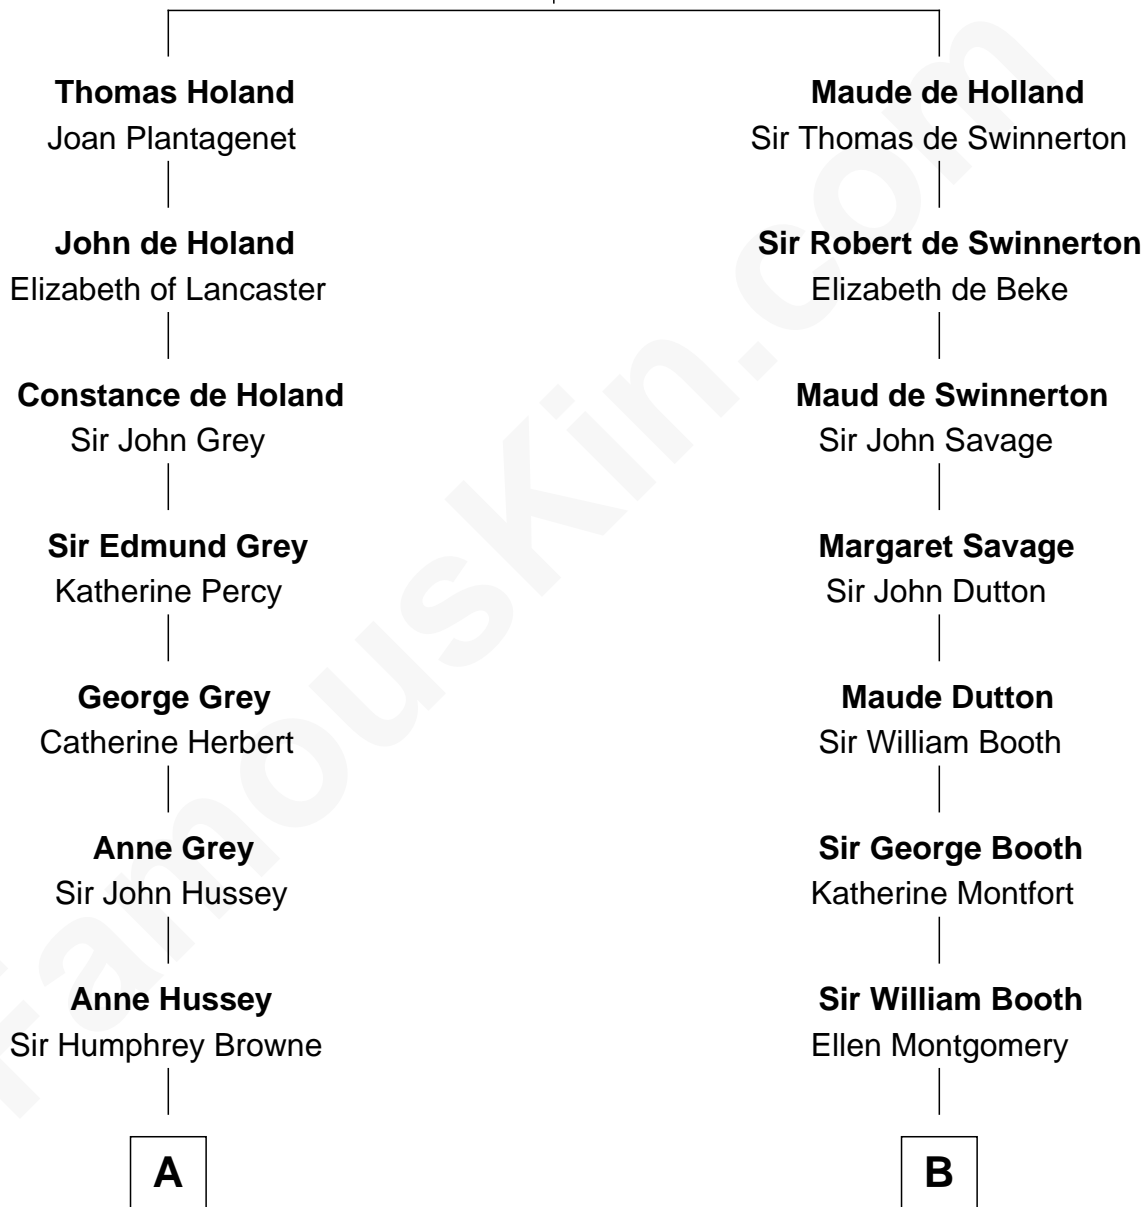 Thomas Holand
Joan Plantagenet
John de Holand
Elizabeth of Lancaster
Constance de Holand
Sir John Grey
Sir Edmund Grey
Katherine Percy
George Grey
Catherine Herbert
Anne Grey
Sir John Hussey
Anne Hussey
Sir Humphrey Browne
A
Maude de Holland
Sir Thomas de Swinnerton
Sir Robert de Swinnerton
Elizabeth de Beke
Maud de Swinnerton
Sir John Savage
Margaret Savage
Sir John Dutton
Maude Dutton
Sir William Booth
Sir George Booth
Katherine Montfort
Sir William Booth
Ellen Montgomery
B
FamousKin.com